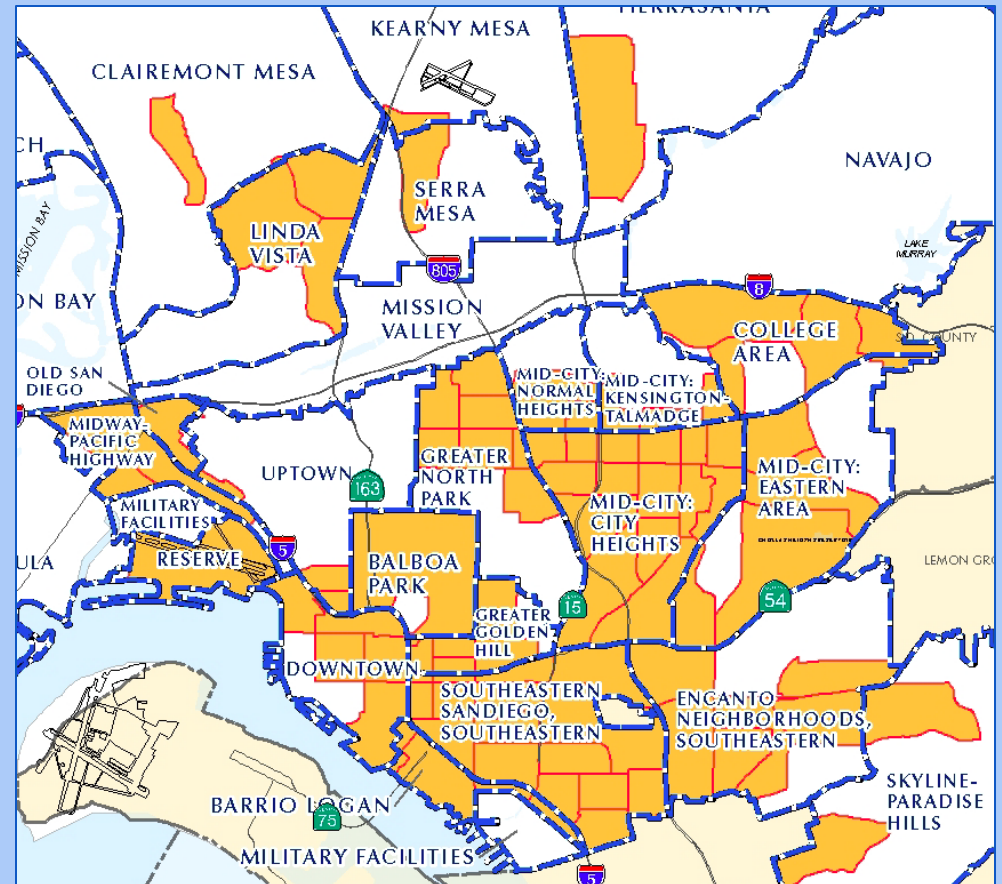 KEARNY MESA
CLAIREMONT MESA
CH
NAVAJO
SERRA
MESA
MISSION BAY
LINDA
VISTA
LAKE
MURRAY
805
8
ON BAY
MISSION
VALLEY
COLLEGE
AREA
COUNTY
OLD SAN
DIEGO
MID-CITY:
NORMAL
HEIGHTS
MID-CITY:
KENSINGTON-
TALMADGE
MIDWAY-
PACIFIC
HIGHWAY
UPTOWN
163
GREATER
NORTH
PARK
MID-CITY:
EASTERN
AREA
MID-CITY:
CITY
HEIGHTS
MILITARY
FACILITIES
5
RESERVE
BALBOA
PARK
ULA
LEMON GRO
15
54
GREATER
GOLDEN
HILL
DOWNTOWN
SOUTHEASTERN
SANDIEGO,
SOUTHEASTERN
ENCANTO
NEIGHBORHOODS,
SOUTHEASTERN
SKYLINE-
PARADISE
HILLS
BARRIO LOGAN
75
MILITARY FACILITIES
5